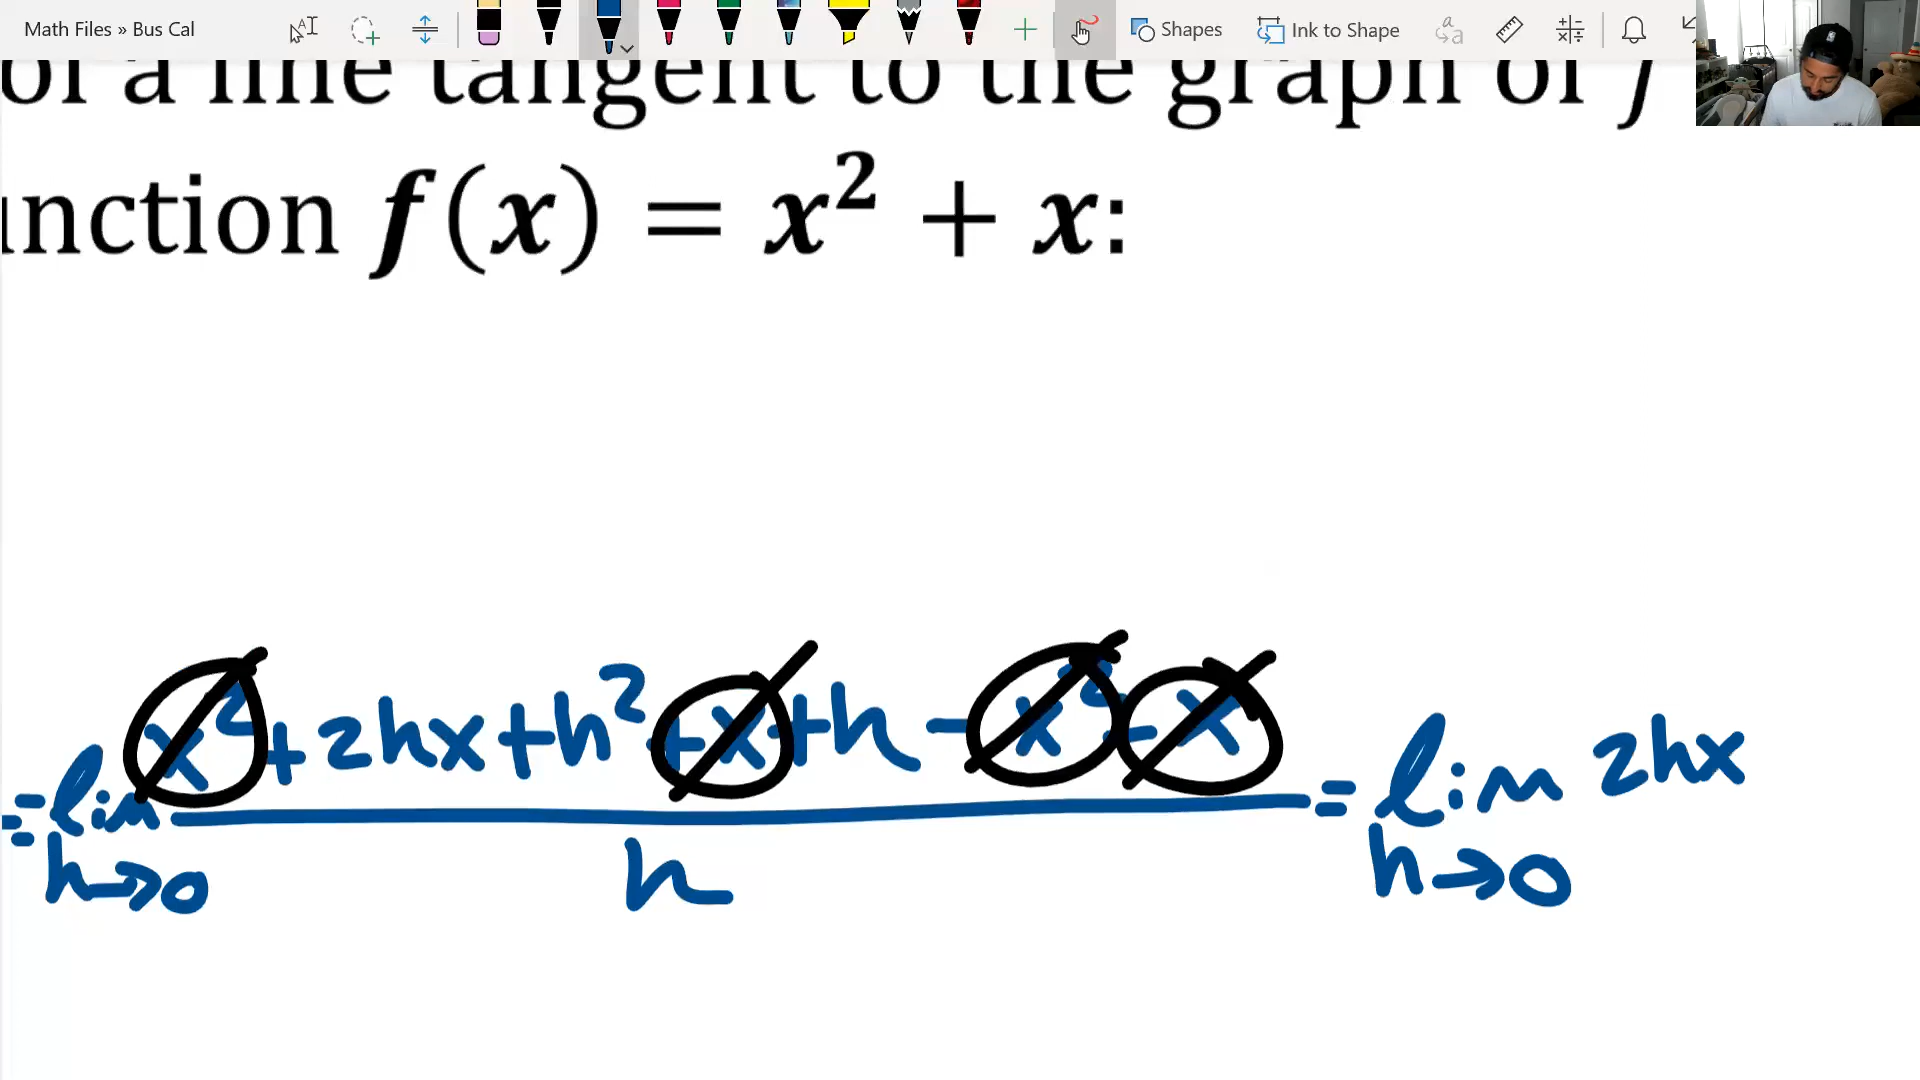 Math Files » Bus Cal
Shapes
Ink to Shape
of a line tangent to the graph of f
unction f(x) = x² + x:
= lim x² + 2hx + h² + x + h - x² - x = lim 2hx
h→0 h h→0